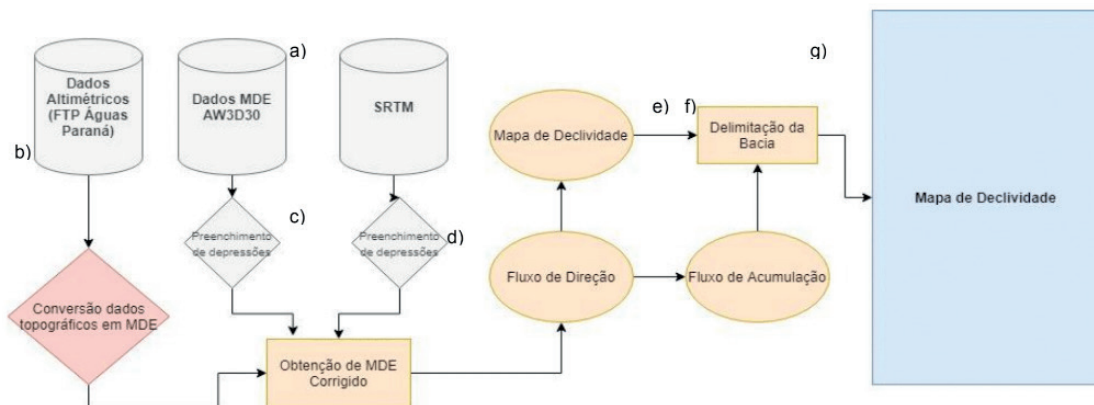 a)
g)
Dados
Altimétricos
(FTP Águas
Paraná)
Dados MDE
AW3D30
SRTM
b)
e)
f)
Mapa de Declividade
Delimitação da
Bacia
Mapa de Declividade
c)
d)
Preenchimento
de depressões
Preenchimento
de depressões
Fluxo de Direção
Fluxo de Acumulação
Conversão dados
topográficos em MDE
Obtenção de MDE
Corrigido